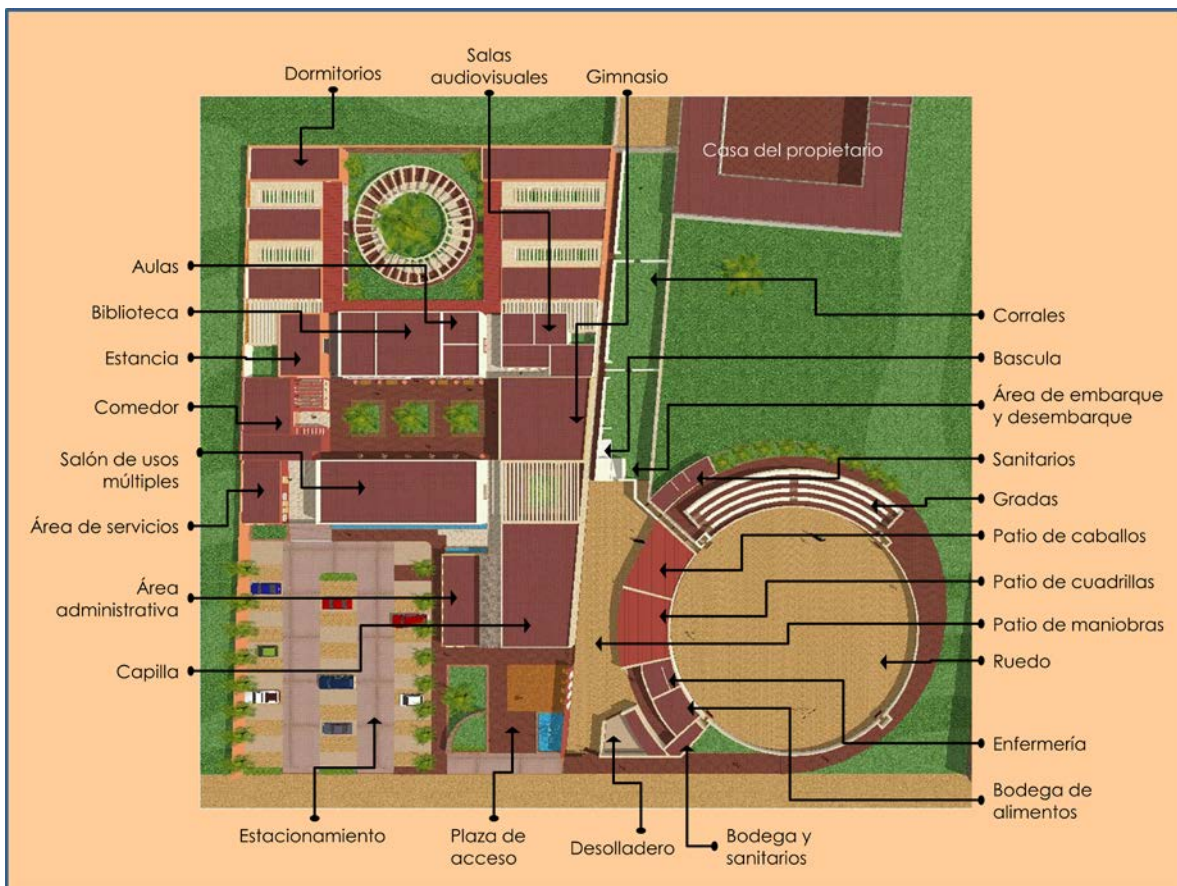 Dormitorios
Salas
audiovisuales
Gimnasio
Casa del propietario
Aulas
Biblioteca
Estancia
Comedor
Salón de usos
múltiples
Área de servicios
Área
administrativa
Capilla
Corrales
Bascula
Área de embarque
y desembarque
Sanitarios
Gradas
Patio de caballos
Patio de cuadrillas
Patio de maniobras
Ruedo
Enfermería
Bodega de
alimentos
Estacionamiento
Plaza de
acceso
Desolladero
Bodega y
sanitarios